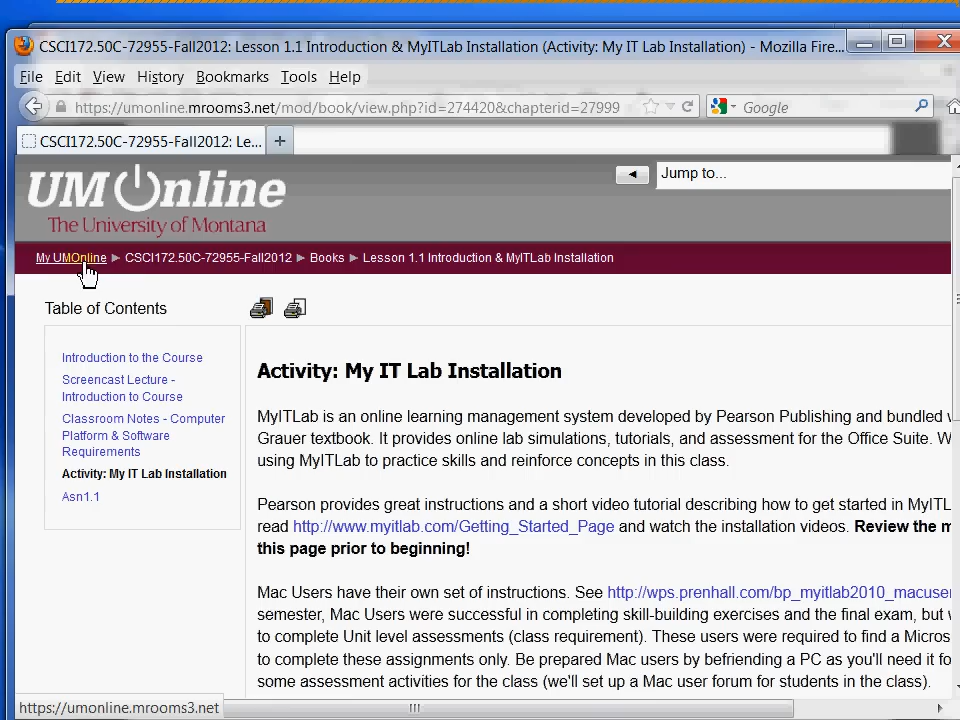 CSCI172.50C-72955-Fall2012: Lesson 1.1 Introduction & MyITLab Installation (Activity: My IT Lab Installation) - Mozilla Fire...
File Edit View History Bookmarks Tools Help
https://umonline.mrooms3.net/mod/book/view.php?id=274420&chapterid=27999 Google
CSCI172.50C-72955-Fall2012: Le... +
UMOnline
The University of Montana
Jump to...
My UMOnline ► CSCI172.50C-72955-Fall2012 ► Books ► Lesson 1.1 Introduction & MyITLab Installation
Table of Contents
Introduction to the Course
Screencast Lecture -
Introduction to Course
Classroom Notes - Computer
Platform & Software
Requirements
Activity: My IT Lab Installation
Asn1.1
Activity: My IT Lab Installation
MyITLab is an online learning management system developed by Pearson Publishing and bundled
Grauer textbook. It provides online lab simulations, tutorials, and assessment for the Office Suite. W
using MyITLab to practice skills and reinforce concepts in this class.
Pearson provides great instructions and a short video tutorial describing how to get started in MyITL
read http://www.myitlab.com/Getting_Started_Page and watch the installation videos. Review the m
this page prior to beginning!
Mac Users have their own set of instructions. See http://wps.prenhall.com/bp_myitlab2010_macuser
semester, Mac Users were successful in completing skill-building exercises and the final exam, but
to complete Unit level assessments (class requirement). These users were required to find a Micros
to complete these assignments only. Be prepared Mac users by befriending a PC as you'll need it fo
some assessment activities for the class (we'll set up a Mac user forum for students in the class).
https://umonline.mrooms3.net